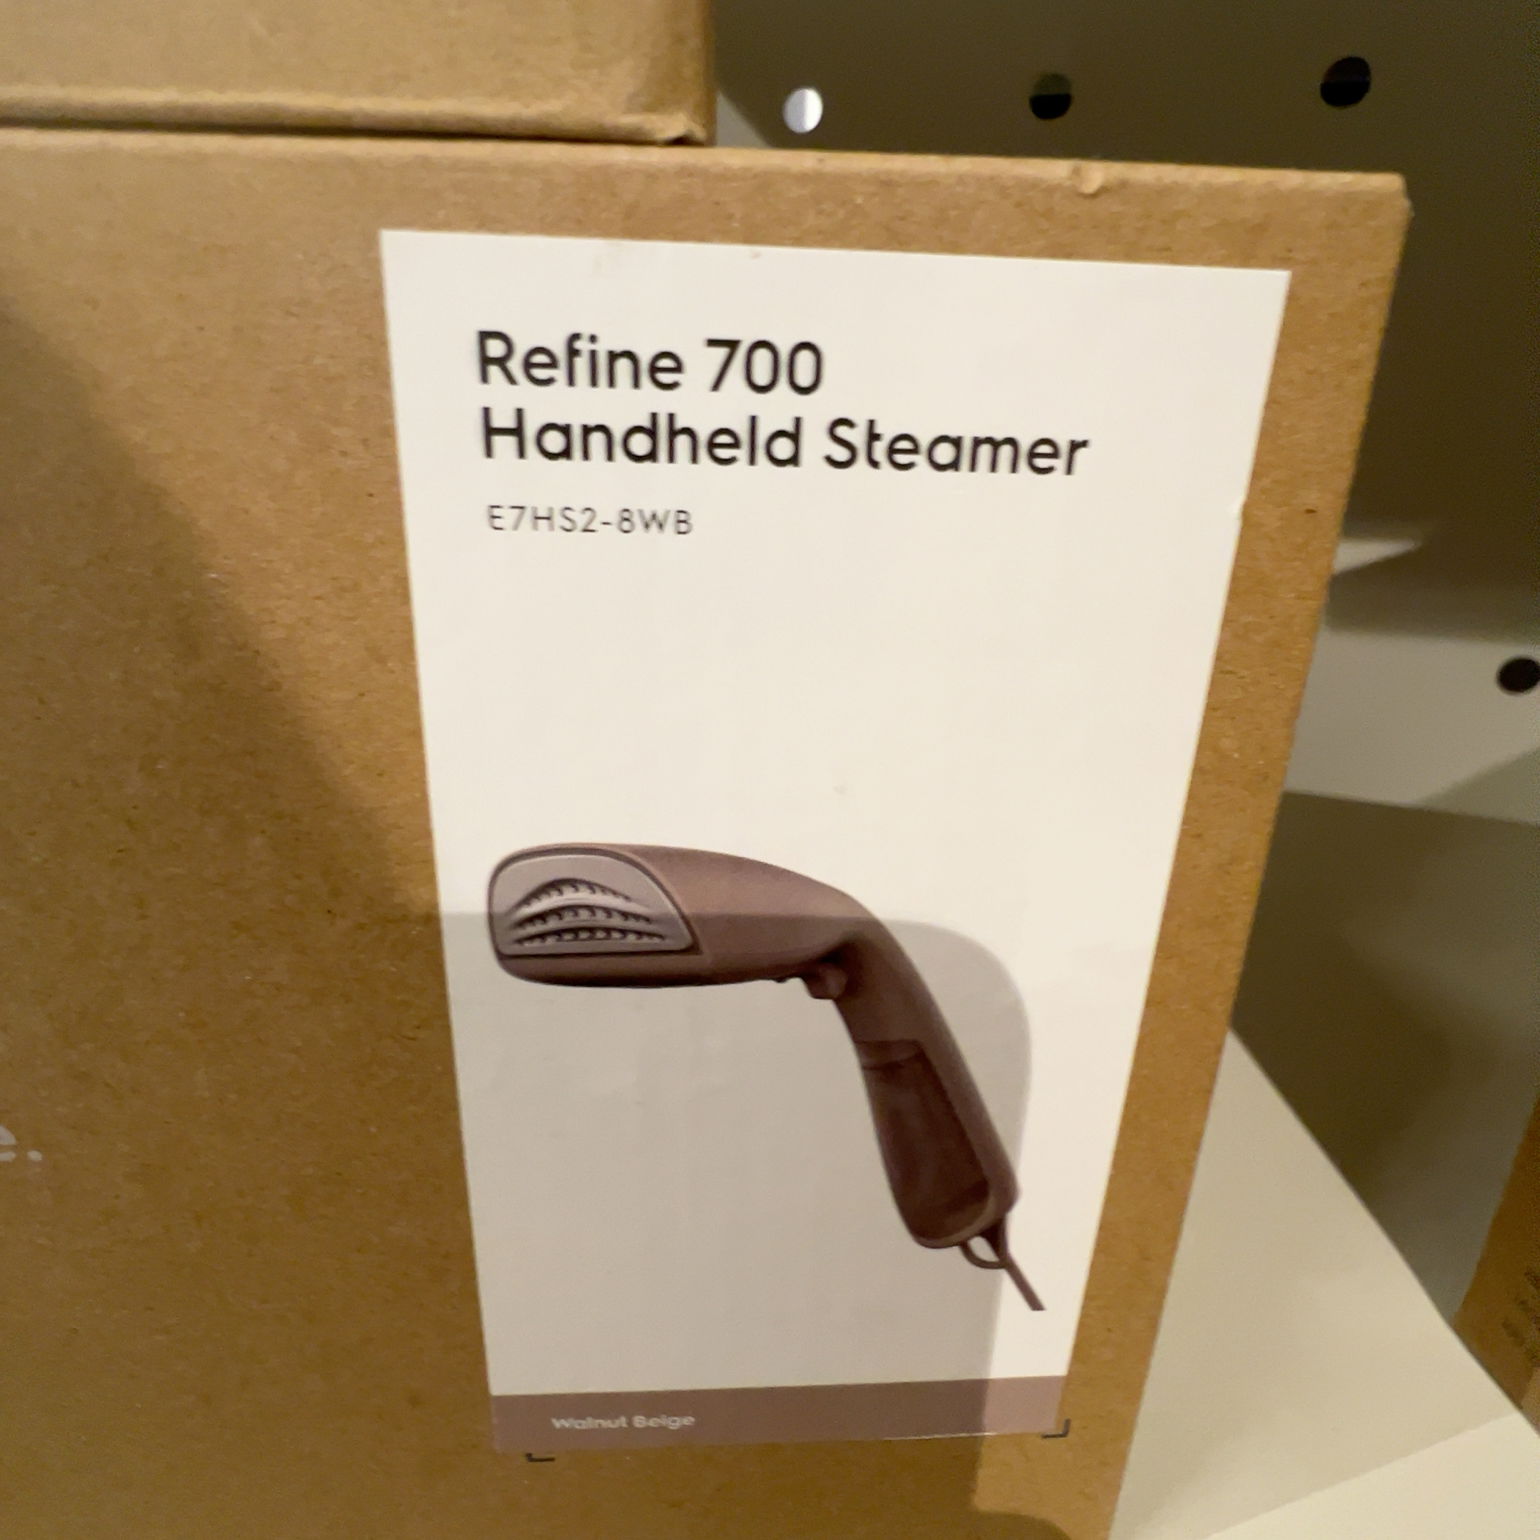 Refine 700
Handheld Steamer
E7HS2-8WB
Walnut Beige